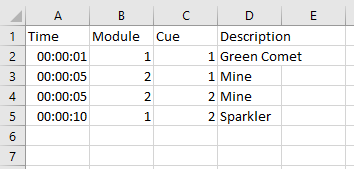 A B C D E
1 Time Module Cue Description
2 00:00:01 1 1 Green Comet
3 00:00:05 2 1 Mine
4 00:00:05 2 2 Mine
5 00:00:10 1 2 Sparkler
6
7